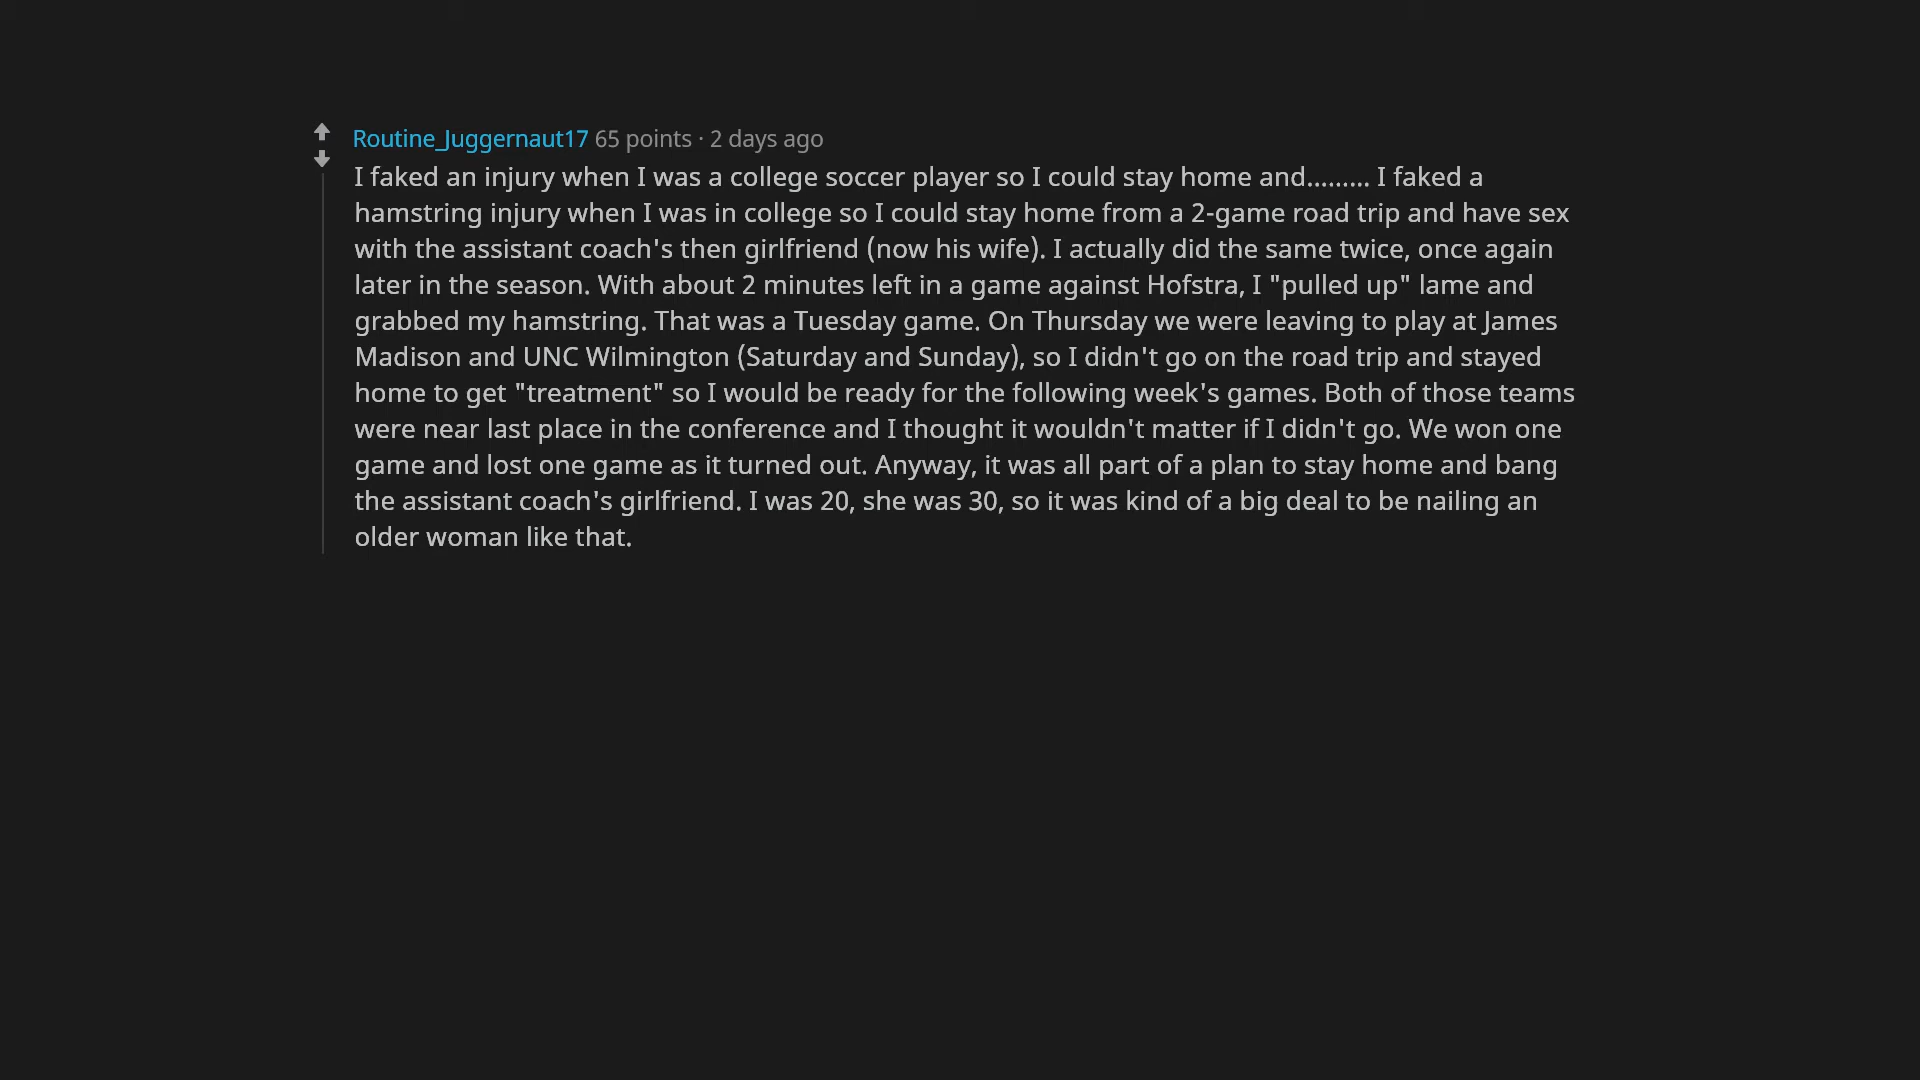 Routine_Juggernaut17 65 points · 2 days ago
I faked an injury when I was a college soccer player so I could stay home and......... I faked a
hamstring injury when I was in college so I could stay home from a 2-game road trip and have sex
with the assistant coach's then girlfriend (now his wife). I actually did the same twice, once again
later in the season. With about 2 minutes left in a game against Hofstra, I "pulled up" lame and
grabbed my hamstring. That was a Tuesday game. On Thursday we were leaving to play at James
Madison and UNC Wilmington (Saturday and Sunday), so I didn't go on the road trip and stayed
home to get "treatment" so I would be ready for the following week's games. Both of those teams
were near last place in the conference and I thought it wouldn't matter if I didn't go. We won one
game and lost one game as it turned out. Anyway, it was all part of a plan to stay home and bang
the assistant coach's girlfriend. I was 20, she was 30, so it was kind of a big deal to be nailing an
older woman like that.